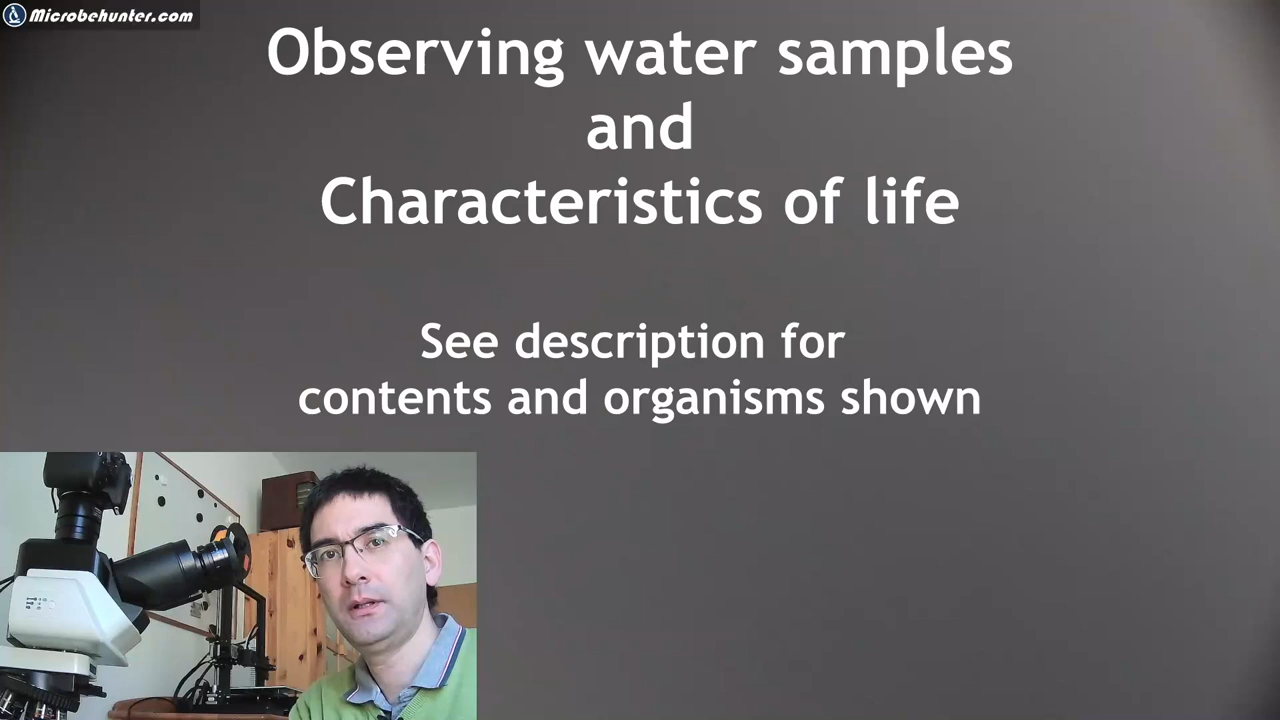 Microbehunter.com
Observing water samples
and
Characteristics of life
See description for
contents and organisms shown